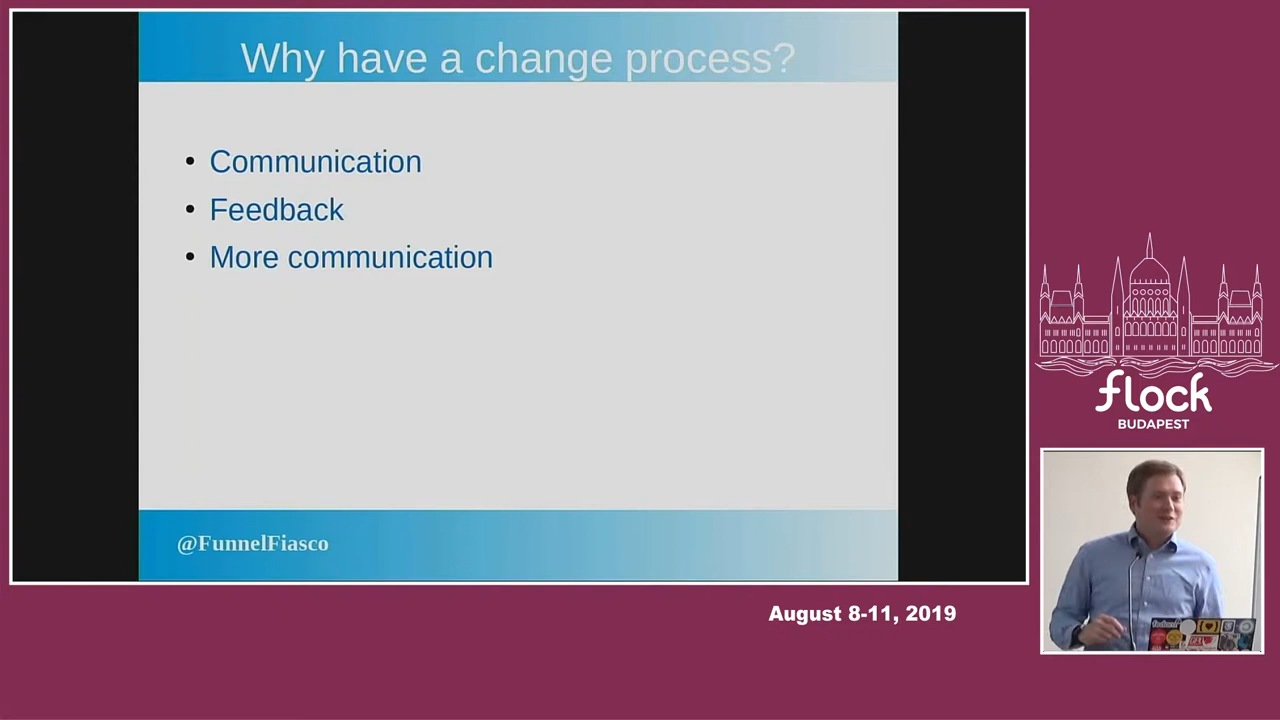 Why have a change process?
• Communication
• Feedback
• More communication
@FunnelFiasco
flock
BUDAPEST
August 8-11, 2019